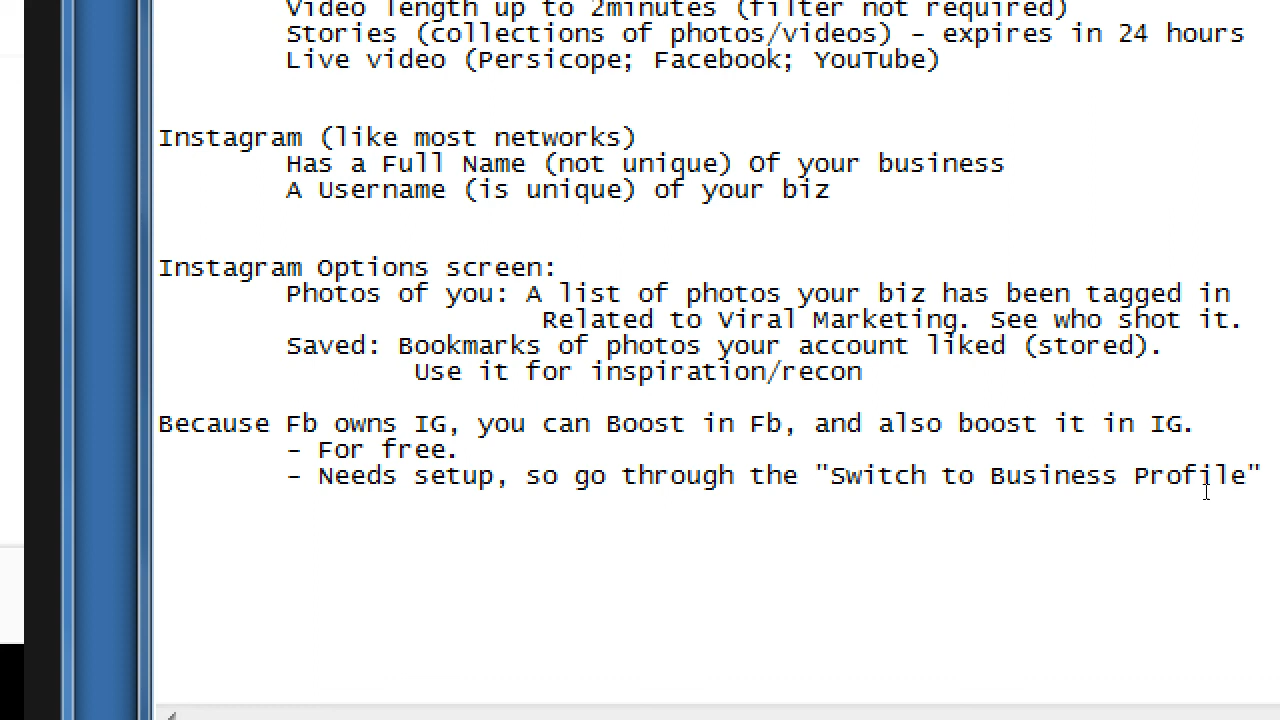 Video length up to 2minutes (filter not required)
Stories (collections of photos/videos) - expires in 24 hours
Live video (Persicope; Facebook; YouTube)
Instagram (like most networks)
Has a Full Name (not unique) Of your business
A Username (is unique) of your biz
Instagram Options screen:
Photos of you: A list of photos your biz has been tagged in
Related to Viral Marketing. See who shot it.
Saved: Bookmarks of photos your account liked (stored).
Use it for inspiration/recon
Because Fb owns IG, you can Boost in Fb, and also boost it in IG.
- For free.
- Needs setup, so go through the "Switch to Business Profile"